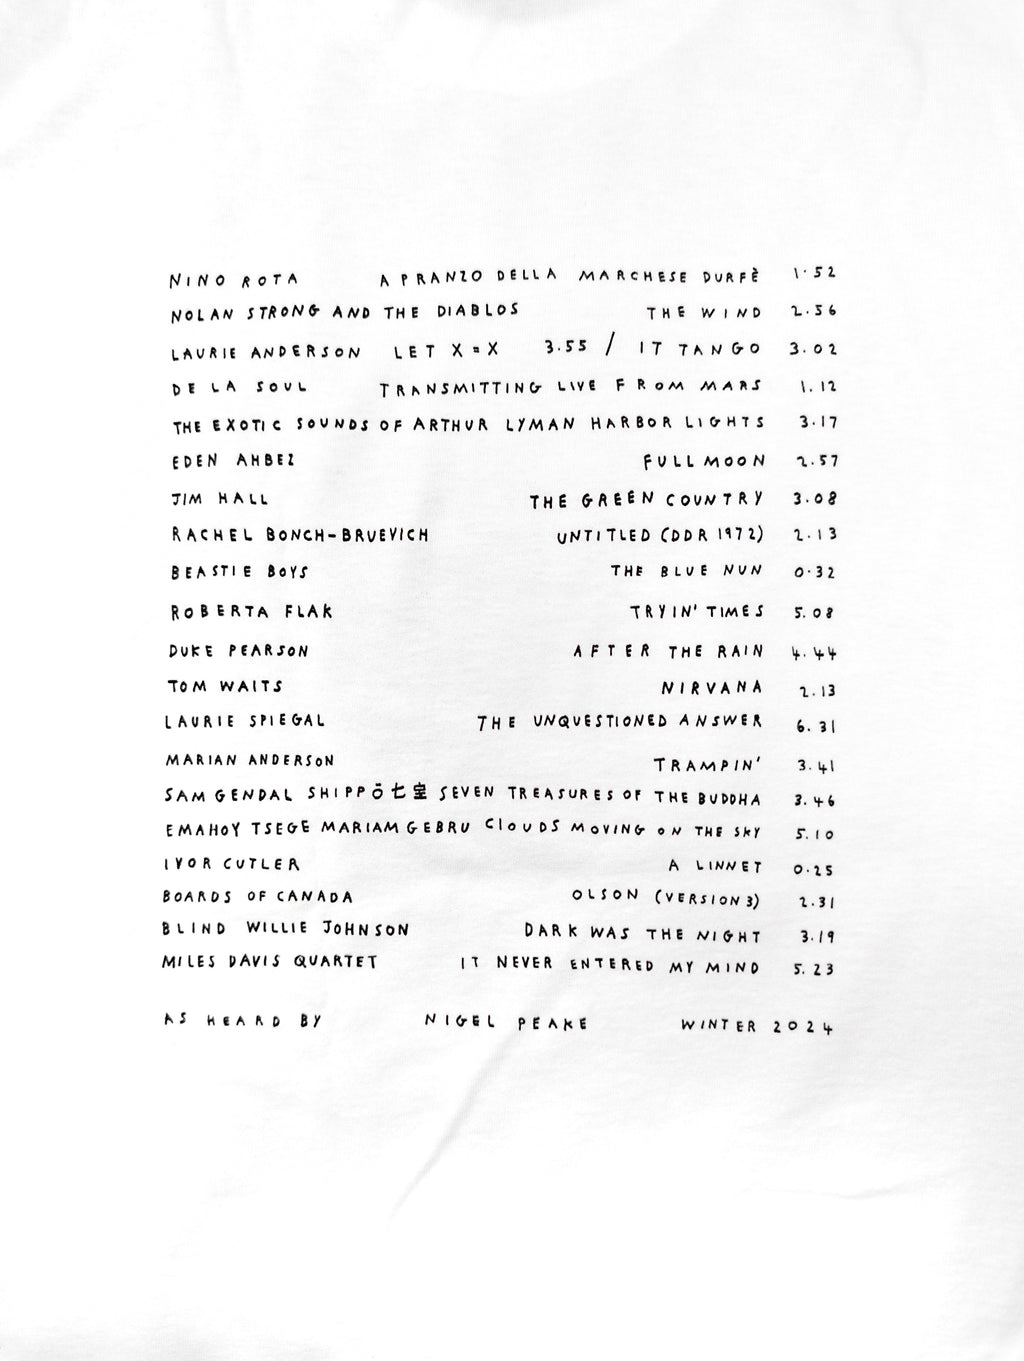 NINO ROTA A PRANZO DELLA MARCHESE DURFÈ 1.52
NOLAN STRONG AND THE DIABLOS THE WIND 2.56
LAURIE ANDERSON LET X=X 3.55 / IT TANGO 3.02
DE LA SOUL TRANSMITTING LIVE FROM MARS 1.12
THE EXOTIC SOUNDS OF ARTHUR LYMAN HARBOR LIGHTS 3.17
EDEN AHBEZ FULL MOON 2.57
JIM HALL THE GREEN COUNTRY 3.08
RACHEL BONCH-BRUEVICH UNTITLED (DDR 1972) 2.13
BEASTIE BOYS THE BLUE NUN 0.32
ROBERTA FLAK TRYIN' TIMES 5.08
DUKE PEARSON AFTER THE RAIN 4.44
TOM WAITS NIRVANA 2.13
LAURIE SPIEGAL THE UNQUESTIONED ANSWER 6.31
MARIAN ANDERSON TRAMPIN' 3.41
SAM GENDAL SHIPPŌ七宝 SEVEN TREASURES OF THE BUDDHA 3.46
EMAHOY TSEGE MARIAM GEBRU ClOUDS MOVING ON THE SKY 5.10
IVOR CUTLER A LINNET 0.25
BOARDS OF CANADA OLSON (VERSION 3) 2.31
BLIND WILLIE JOHNSON DARK WAS THE NIGHT 3.19
MILES DAVIS QUARTET IT NEVER ENTERED MY MIND 5.23
AS HEARD BY NIGEL PEAKE WINTER 2024